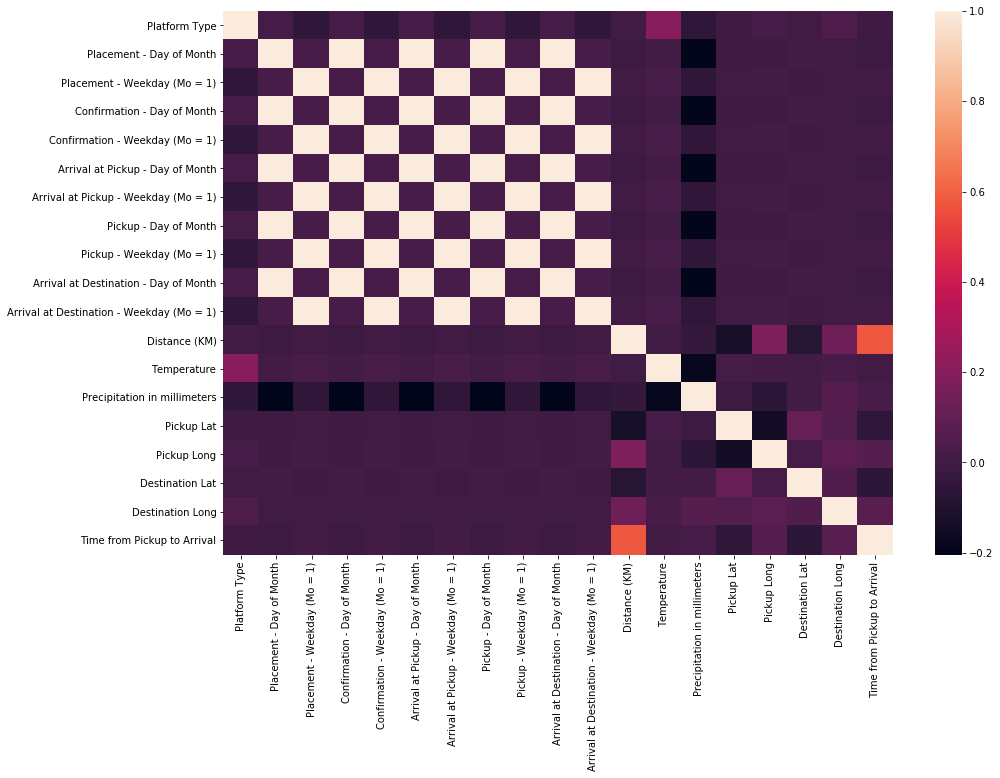 Platform Type
Placement - Day of Month
Placement - Weekday (Mo = 1)
Confirmation - Day of Month
Confirmation - Weekday (Mo = 1)
Arrival at Pickup - Day of Month
Arrival at Pickup - Weekday (Mo = 1)
Pickup - Day of Month
Pickup - Weekday (Mo = 1)
Arrival at Destination - Day of Month
Arrival at Destination - Weekday (Mo = 1)
Distance (KM)
Temperature
Precipitation in millimeters
Pickup Lat
Pickup Long
Destination Lat
Destination Long
Time from Pickup to Arrival
Platform Type
Placement - Day of Month
Placement - Weekday (Mo = 1)
Confirmation - Day of Month
Confirmation - Weekday (Mo = 1)
Arrival at Pickup - Day of Month
Arrival at Pickup - Weekday (Mo = 1)
Pickup - Day of Month
Pickup - Weekday (Mo = 1)
Arrival at Destination - Day of Month
Arrival at Destination - Weekday (Mo = 1)
Distance (KM)
Temperature
Precipitation in millimeters
Pickup Lat
Pickup Long
Destination Lat
Destination Long
Time from Pickup to Arrival
1.0
0.8
0.6
0.4
0.2
0.0
−0.2